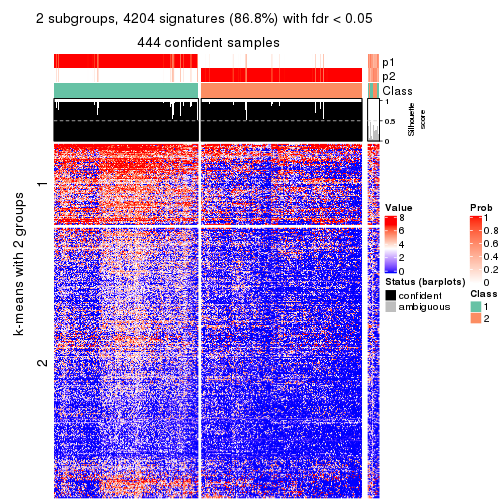 2 subgroups, 4204 signatures (86.8%) with fdr < 0.05
444 confident samples
p1
p2
Class
1
0.5
0
Silhouette
score
k-means with 2 groups
1
2
Value
8
6
4
2
0
Status (barplots)
confident
ambiguous
Prob
1
0.8
0.6
0.4
0.2
0
Class
1
2